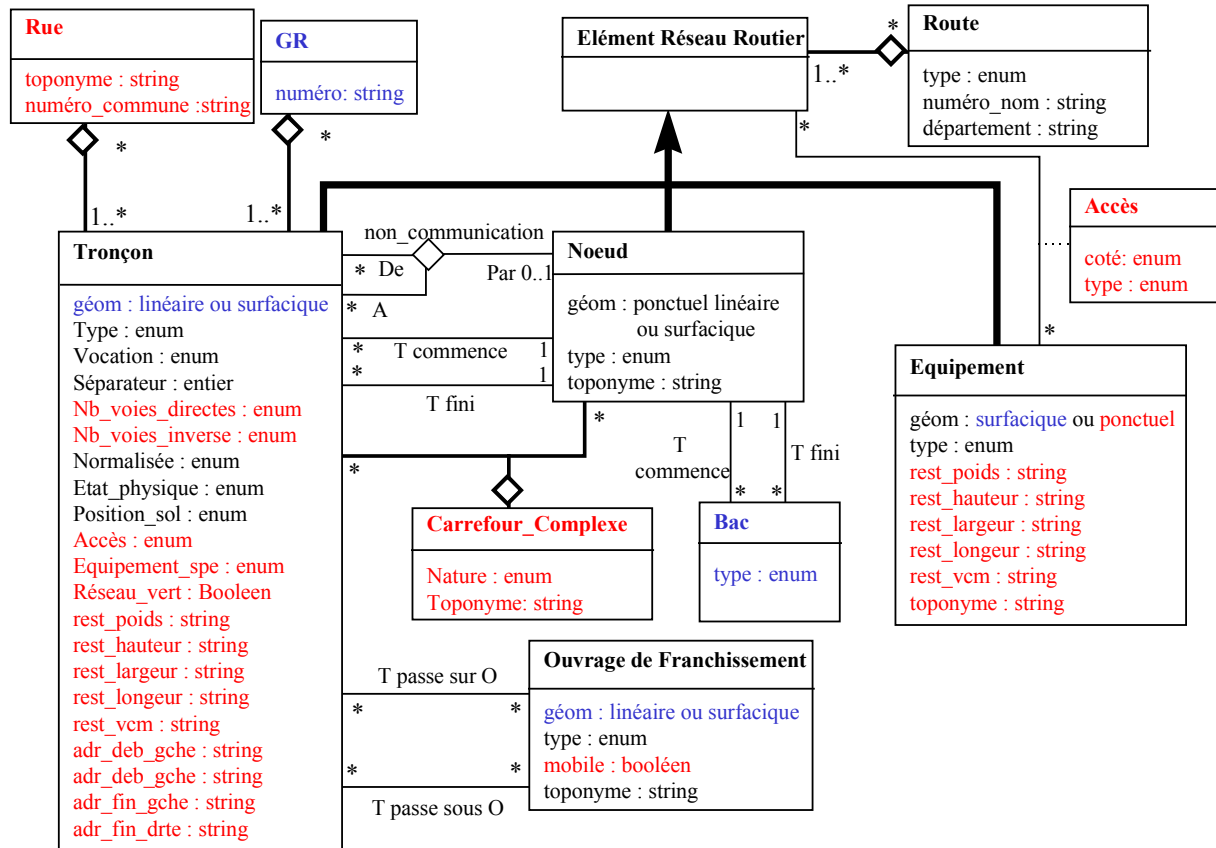 Rue
toponyme : string
numéro_commune :string
GR
numéro: string
Elément Réseau Routier
Route
type : enum
numéro_nom : string
département : string
*
1..*
*
*
*
1..*
1..*
Accès
coté: enum
type : enum
*
Tronçon
géom : linéaire ou surfacique
Type : enum
Vocation : enum
Séparateur : entier
Nb_voies_directes : enum
Nb_voies_inverse : enum
Normalisée : enum
Etat_physique : enum
Position_sol : enum
Accès : enum
Equipement_spe : enum
Réseau_vert : Booleen
rest_poids : string
rest_hauteur : string
rest_largeur : string
rest_longeur : string
rest_vcm : string
adr_deb_gche : string
adr_deb_gche : string
adr_fin_gche : string
adr_fin_drte : string
non_communication
* De
Par 0..1
* A
* T commence 1
* 1
T fini
Noeud
géom : ponctuel linéaire
ou surfacique
type : enum
toponyme : string
*
*
1 1
T
commence
T fini
* *
Carrefour_Complexe
Nature : enum
Toponyme: string
Bac
type : enum
Equipement
géom : surfacique ou ponctuel
type : enum
rest_poids : string
rest_hauteur : string
rest_largeur : string
rest_longeur : string
rest_vcm : string
toponyme : string
T passe sur O
* *
* *
T passe sous O
Ouvrage de Franchissement
géom : linéaire ou surfacique
type : enum
mobile : booléen
toponyme : string